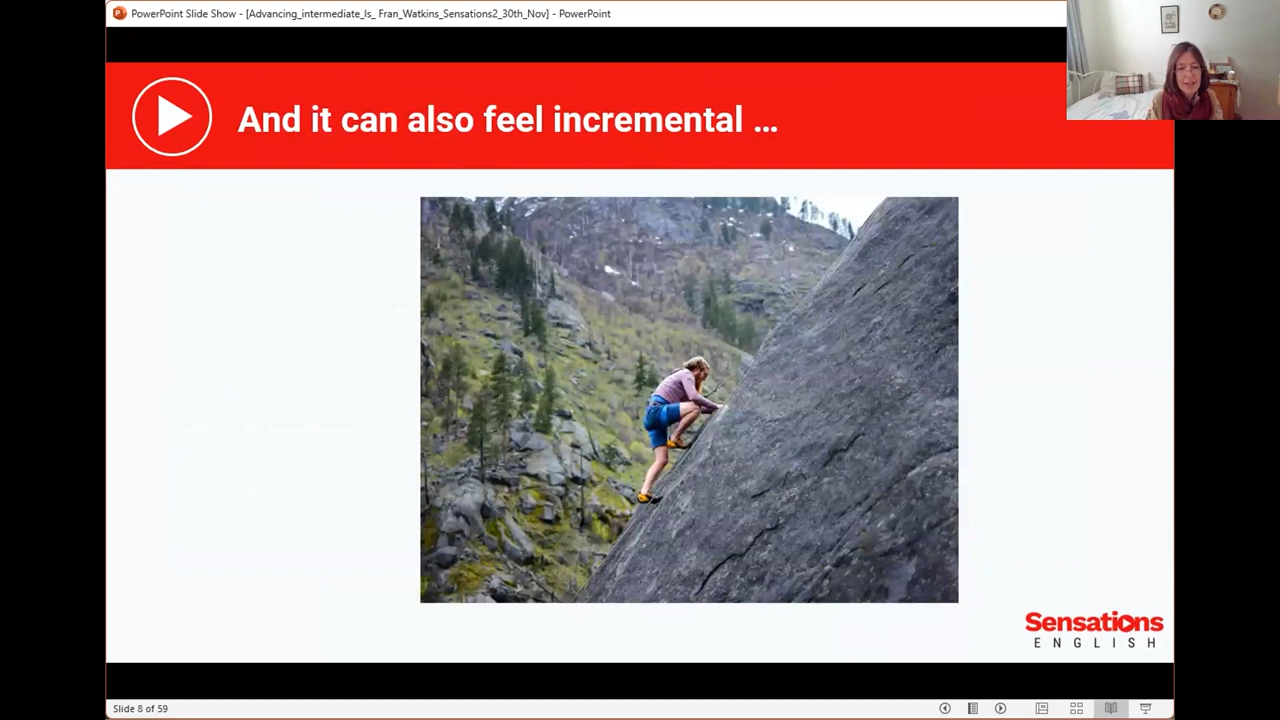 PowerPoint Slide Show - [Advancing_intermediate_ls_ Fran_Watkins_Sensations2_30th_Nov] - PowerPoint
And it can also feel incremental ...
Sensations
ENGLISH
Slide 8 of 59